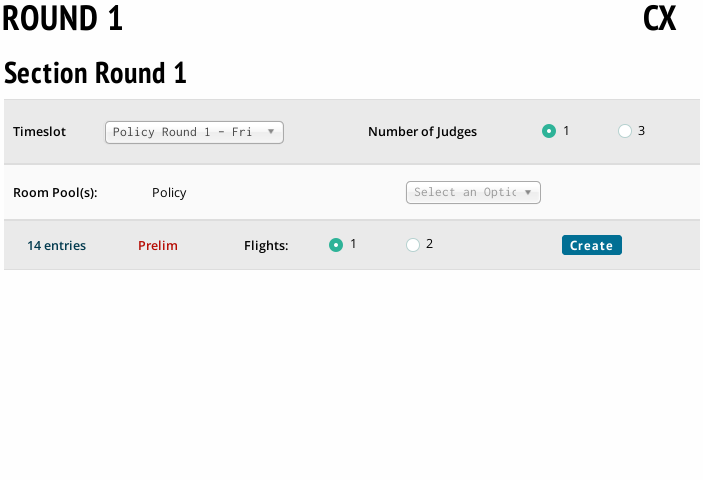 ROUND 1 CX
Section Round 1
Timeslot Policy Round 1 - Fri Number of Judges 1 3
Room Pool(s): Policy Select an Optic
14 entries Prelim Flights: 1 2 Create